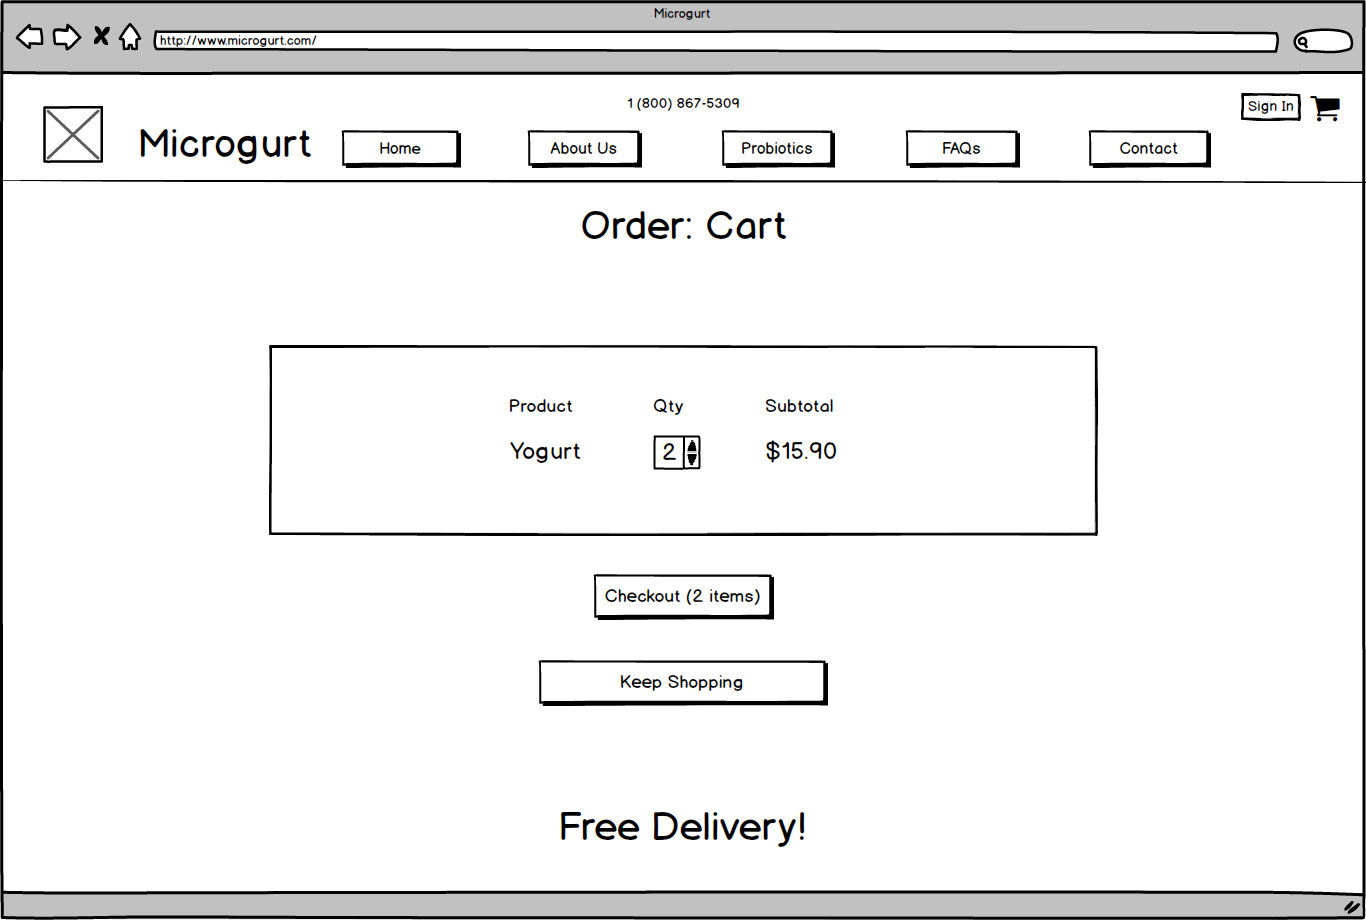 Microgurt
http://www.microgurt.com/
1 (800) 867-5309
Sign In
Microgurt
Home
About Us
Probiotics
FAQs
Contact
Order: Cart
Product Qty Subtotal
Yogurt 2 $15.90
Checkout (2 items)
Keep Shopping
Free Delivery!